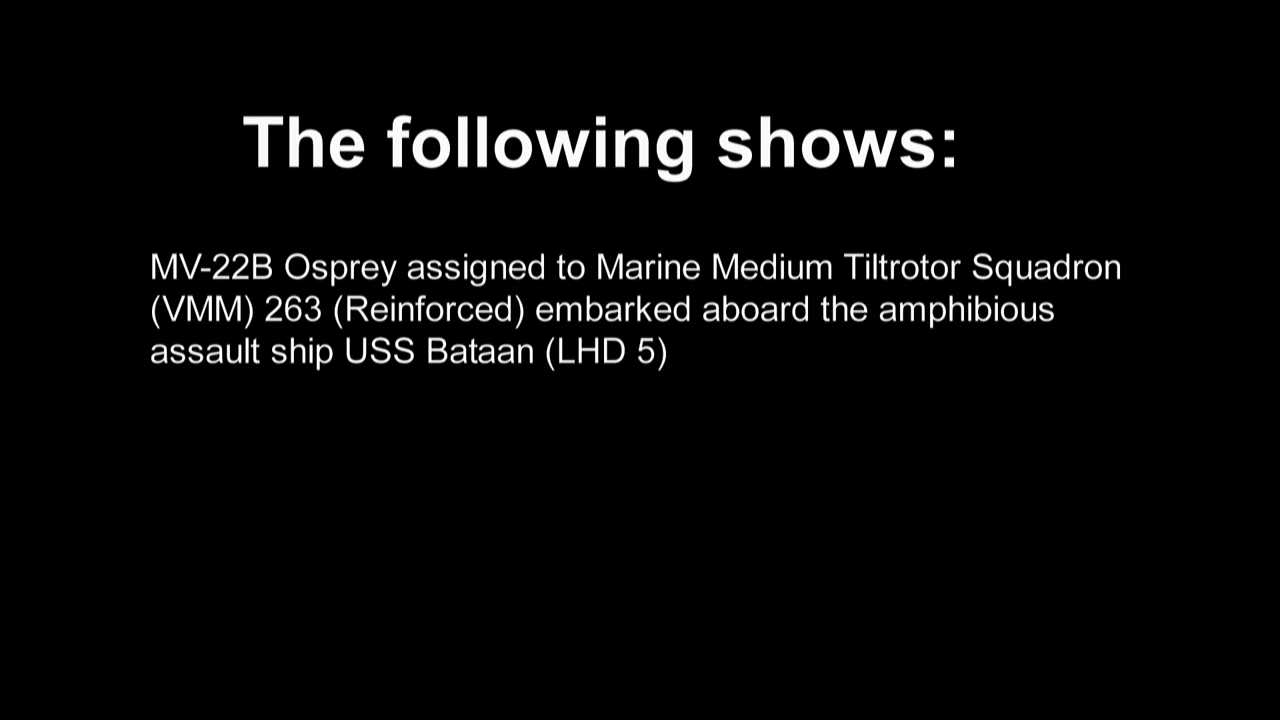 The following shows:
MV-22B Osprey assigned to Marine Medium Tiltrotor Squadron
(VMM) 263 (Reinforced) embarked aboard the amphibious
assault ship USS Bataan (LHD 5)